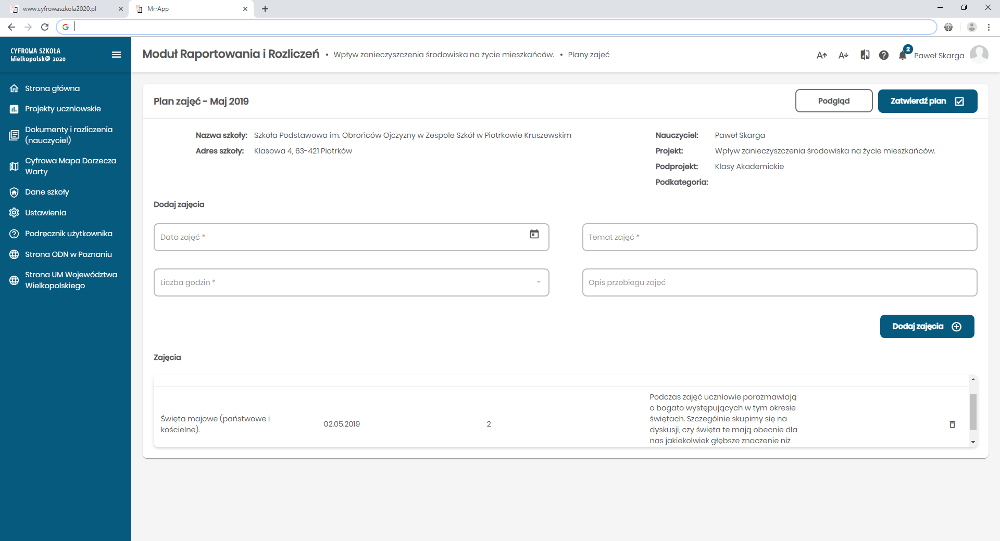 www.cyfrowaszkola2020.pl
MrrApp
CYFROWA SZKOŁA
Wielkopolsk@ 2020
Moduł Raportowania i Rozliczeń • Wpływ zanieczyszczenia środowiska na życie mieszkańców. • Plany zajęć
A A 2 Paweł Skarga
Strona główna
Projekty uczniowskie
Dokumenty i rozliczenia
(nauczyciel)
Cyfrowa Mapa Dorzecza
Warty
Dane szkoły
Ustawienia
Podręcznik użytkownika
Strona ODN w Poznaniu
Strona UM Województwa
Wielkopolskiego
Plan zajęć - Maj 2019
Podgląd
Zatwierdź plan
Nazwa szkoły: Szkoła Podstawowa im. Obrońców Ojczyzny w Zespole Szkół w Piotrkowie Kruszewskim
Adres szkoły: Klasowa 4, 63-421 Piotrków
Nauczyciel: Paweł Skarga
Projekt: Wpływ zanieczyszczenia środowiska na życie mieszkańców.
Podprojekt: Klasy Akademickie
Podkategoria:
Dodaj zajęcia
Data zajęć *
Temat zajęć *
Liczba godzin *
Opis przebiegu zajęć
Dodaj zajęcia
Zajęcia
Święta majowe (państwowe i
kościelne).
02.05.2019
2
Podczas zajęć uczniowie porozmawiają
o bogato występujących w tym okresie
świętach. Szczególnie skupimy się na
dyskusji, czy święta te mają obecnie dla
nas jakiekolwiek głębsze znaczenie niż